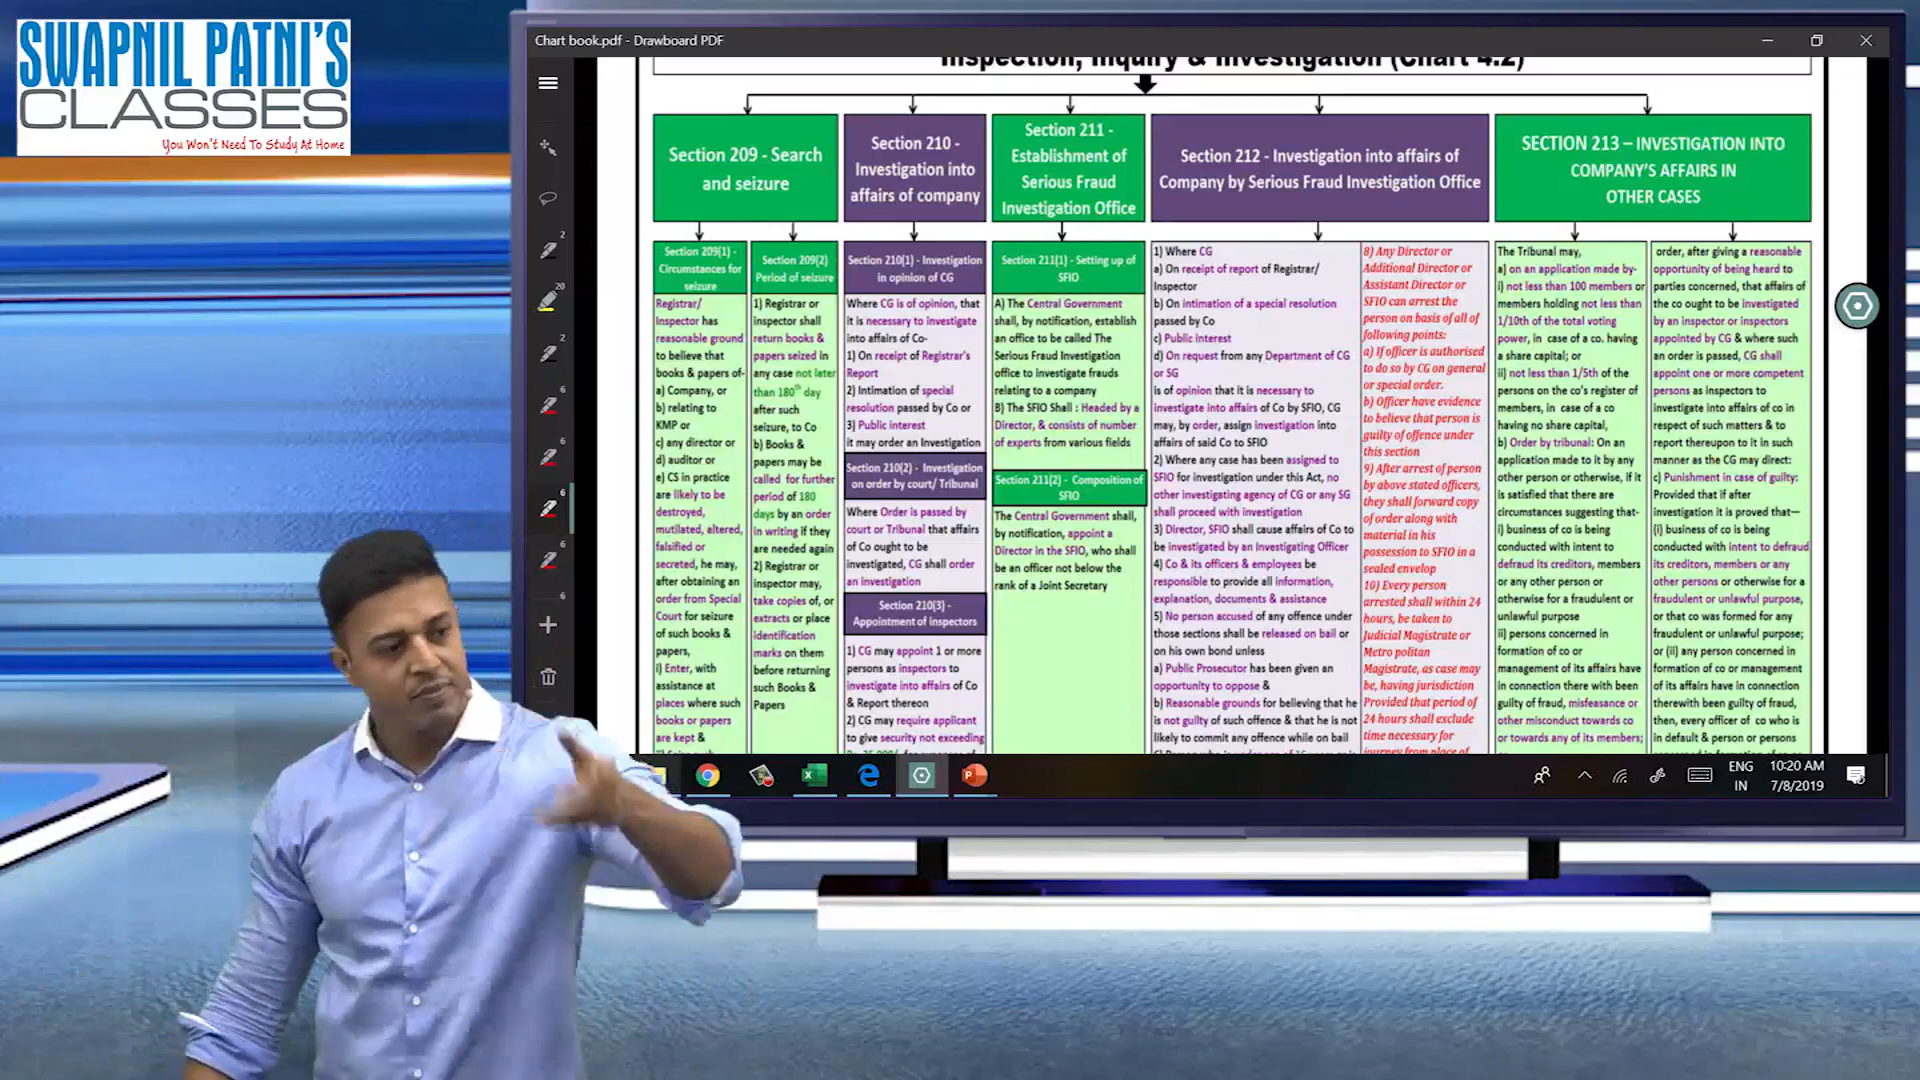 SWAPNIL PATNI'S
CLASSES
You Won't Need To Study At Home
Chart book.pdf - Drawboard PDF
Inspection, Inquiry & Investigation (Chart 4.2)
Section 209 - Search
and seizure
Section 209(1) -
Circumstances for
seizure
Registrar/
Inspector has
reasonable ground
to believe that
books & papers of-
a) Company, or
b) relating to
KMP or
c) any director or
d) auditor or
e) CS in practice
are likely to be
destroyed,
mutilated, altered,
falsified or
secreted, he may,
after obtaining an
order from Special
Court for seizure
of such books &
papers,
i) Enter, with
assistance at
places where such
books or papers
are kept &
Section 209(2)
Period of seizure
1) Registrar or
inspector shall
return books &
papers seized in
any case not later
than 180th day
after such
seizure, to Co
b) Books &
papers may be
called for further
period of 180
days by an order
in writing if they
are needed again
2) Registrar or
inspector may,
take copies of, or
extracts or place
identification
marks on them
before returning
such Books &
Papers
Section 210 -
Investigation into
affairs of company
Section 210(1) - Investigation
in opinion of CG
Where CG is of opinion, that
it is necessary to investigate
into affairs of Co-
1) On receipt of Registrar's
Report
2) Intimation of special
resolution passed by Co or
3) Public interest
it may order an Investigation
Section 210(2) - Investigation
on order by court/ Tribunal
Where Order is passed by
court or Tribunal that affairs
of Co ought to be
investigated, CG shall order
an investigation
Section 210(3) -
Appointment of inspectors
1) CG may appoint 1 or more
persons as inspectors to
investigate into affairs of Co
& Report thereon
2) CG may require applicant
to give security not exceeding
Section 211 -
Establishment of
Serious Fraud
Investigation Office
Section 211(1) - Setting up of
SFIO
A) The Central Government
shall, by notification, establish
an office to be called The
Serious Fraud Investigation
office to investigate frauds
relating to a company
B) The SFIO Shall : Headed by a
Director, & consists of number
of experts from various fields
Section 211(2) - Composition of
SFIO
The Central Government shall,
by notification, appoint a
Director in the SFIO, who shall
be an officer not below the
rank of a Joint Secretary
Section 212 - Investigation into affairs of
Company by Serious Fraud Investigation Office
1) Where CG
a) On receipt of report of Registrar/
Inspector
b) On intimation of a special resolution
passed by Co
c) Public interest
d) On request from any Department of CG
or SG
is of opinion that it is necessary to
investigate into affairs of Co by SFIO, CG
may, by order, assign investigation into
affairs of said Co to SFIO
2) Where any case has been assigned to
SFIO for investigation under this Act, no
other investigating agency of CG or any SG
shall proceed with investigation
3) Director, SFIO shall cause affairs of Co to
be investigated by an Investigating Officer
4) Co & its officers & employees be
responsible to provide all information,
explanation, documents & assistance
5) No person accused of any offence under
those sections shall be released on bail or
on his own bond unless
a) Public Prosecutor has been given an
opportunity to oppose &
b) Reasonable grounds for believing that he
is not guilty of such offence & that he is not
likely to commit any offence while on bail
8) Any Director or
Additional Director or
Assistant Director or
SFIO can arrest the
person on basis of all of
following points:
a) If officer is authorised
to do so by CG on general
or special order.
b) Officer have evidence
to believe that person is
guilty of offence under
this section
9) After arrest of person
by above stated officers,
they shall forward copy
of order along with
material in his
possession to SFIO in a
sealed envelop
10) Every person
arrested shall within 24
hours, be taken to
Judicial Magistrate or
Metro politan
Magistrate, as case may
be, having jurisdiction
Provided that period of
24 hours shall exclude
time necessary for
journey from place of
SECTION 213 – INVESTIGATION INTO
COMPANY'S AFFAIRS IN
OTHER CASES
The Tribunal may,
a) on an application made by-
i) not less than 100 members or
members holding not less than
1/10th of the total voting
power, in case of a co. having
a share capital; or
ii) not less than 1/5th of the
persons on the co's register of
members, in case of a co
having no share capital,
b) Order by tribunal: On an
application made to it by any
other person or otherwise, if it
is satisfied that there are
circumstances suggesting that-
i) business of co is being
conducted with intent to
defraud its creditors, members
or any other persons or
otherwise for a fraudulent or
unlawful purpose
ii) persons concerned in
formation of co or
management of its affairs have
in connection there with been
guilty of fraud, misfeasance or
other misconduct towards co
or towards any of its members;
order, after giving a reasonable
opportunity of being heard to
parties concerned, that affairs of
the co ought to be investigated
by an inspector or inspectors
appointed by CG & where such
an order is passed, CG shall
appoint one or more competent
persons as inspectors to
investigate into affairs of co in
respect of such matters & to
report thereupon to it in such
manner as the CG may direct:
c) Punishment in case of guilty:
Provided that if after
investigation it is proved that—
(i) business of co is being
conducted with intent to defraud
its creditors, members or any
other persons or otherwise for a
fraudulent or unlawful purpose,
or that co was formed for any
fraudulent or unlawful purpose;
or (ii) any person concerned in
formation of co or management
of its affairs have in connection
therewith been guilty of fraud,
then, every officer of co who is
in default & person or persons
2
20
2
6
6
6
6
6
ENG
IN
10:20 AM
7/8/2019